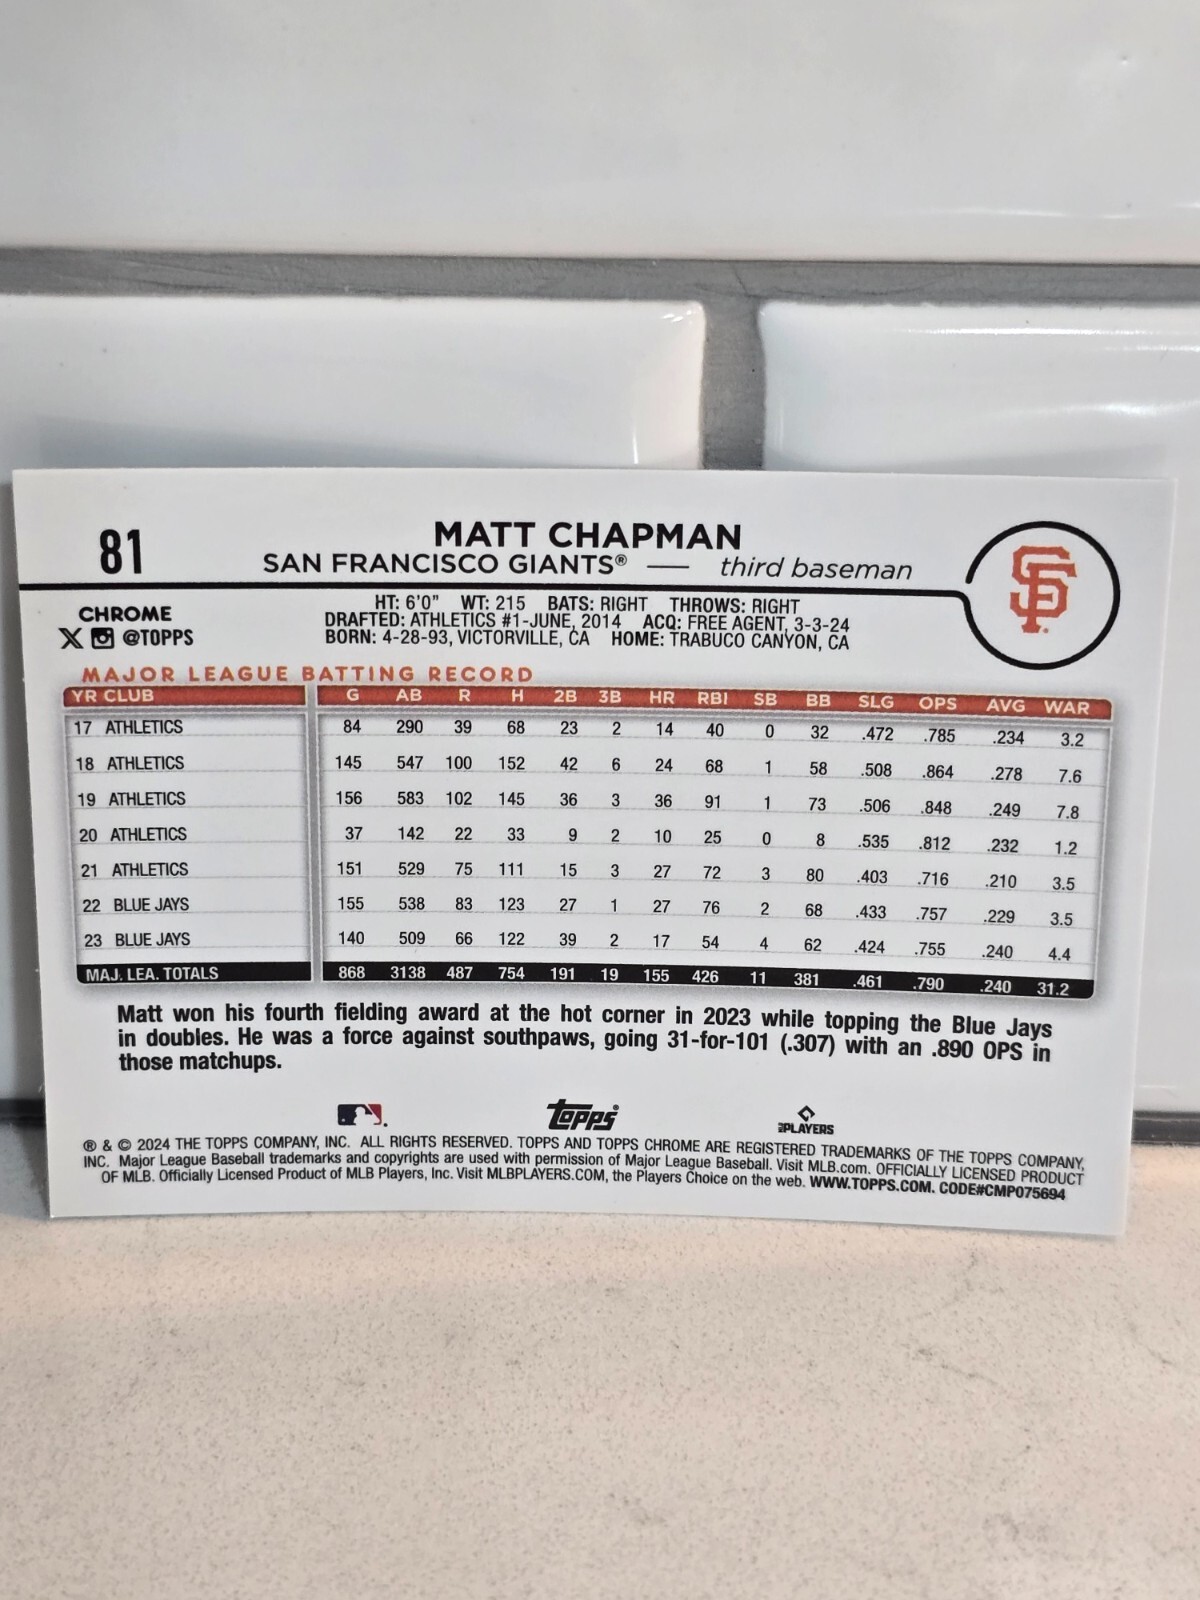 81
MATT CHAPMAN
SAN FRANCISCO GIANTS® — third baseman
SF
CHROME
X @TOPPS
HT: 6'0" WT: 215 BATS: RIGHT THROWS: RIGHT
DRAFTED: ATHLETICS #1-JUNE, 2014 ACQ: FREE AGENT, 3-3-24
BORN: 4-28-93, VICTORVILLE, CA HOME: TRABUCO CANYON, CA
MAJOR LEAGUE BATTING RECORD
YR CLUB G AB R H 2B 3B HR RBI SB BB SLG OPS AVG WAR
17 ATHLETICS 84 290 39 68 23 2 14 40 0 32 .472 .785 .234 3.2
18 ATHLETICS 145 547 100 152 42 6 24 68 1 58 .508 .864 .278 7.6
19 ATHLETICS 156 583 102 145 36 3 36 91 1 73 .506 .848 .249 7.8
20 ATHLETICS 37 142 22 33 9 2 10 25 0 8 .535 .812 .232 1.2
21 ATHLETICS 151 529 75 111 15 3 27 72 3 80 .403 .716 .210 3.5
22 BLUE JAYS 155 538 83 123 27 1 27 76 2 68 .433 .757 .229 3.5
23 BLUE JAYS 140 509 66 122 39 2 17 54 4 62 .424 .755 .240 4.4
MAJ. LEA. TOTALS 868 3138 487 754 191 19 155 426 11 381 .461 .790 .240 31.2
Matt won his fourth fielding award at the hot corner in 2023 while topping the Blue Jays
in doubles. He was a force against southpaws, going 31-for-101 (.307) with an .890 OPS in
those matchups.
topps® PLAYERS
® & © 2024 THE TOPPS COMPANY, INC. ALL RIGHTS RESERVED. TOPPS AND TOPPS CHROME ARE REGISTERED TRADEMARKS OF THE TOPPS COMPANY,
INC. Major League Baseball trademarks and copyrights are used with permission of Major League Baseball. Visit MLB.com. OFFICIALLY LICENSED PRODUCT
OF MLB. Officially Licensed Product of MLB Players, Inc. Visit MLBPLAYERS.COM, the Players Choice on the web. WWW.TOPPS.COM. CODE#CMP075694